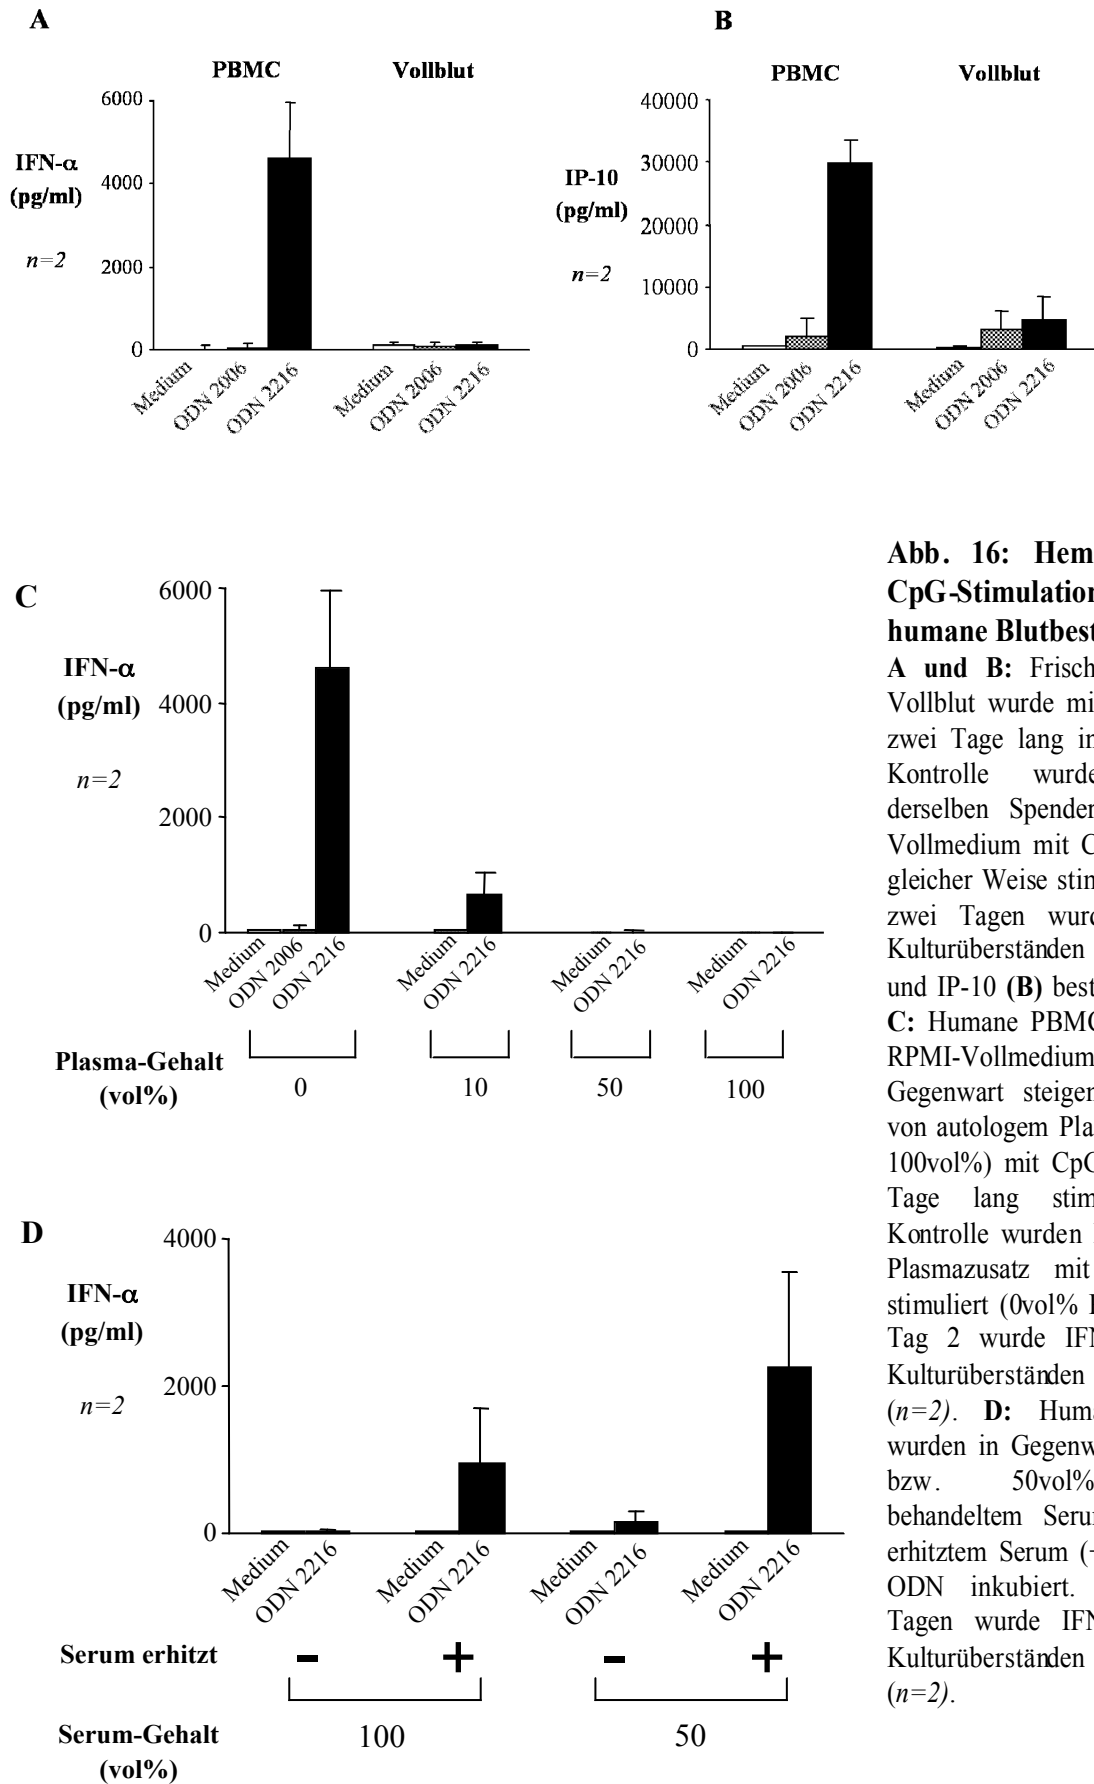 A
B
PBMC
Vollblut
PBMC
Vollblut
6000
4000
2000
0
IFN-α
(pg/ml)
n=2
Medium
ODN 2006
ODN 2216
Medium
ODN 2006
ODN 2216
40000
30000
20000
10000
0
IP-10
(pg/ml)
n=2
Medium
ODN 2006
ODN 2216
Medium
ODN 2006
ODN 2216
C
6000
4000
2000
0
IFN-α
(pg/ml)
n=2
Medium
ODN 2006
ODN 2216
Medium
ODN 2216
Medium
ODN 2216
Medium
ODN 2216
Plasma-Gehalt
(vol%)
0
10
50
100
D
4000
2000
0
IFN-α
(pg/ml)
n=2
Medium
ODN 2216
Medium
ODN 2216
Medium
ODN 2216
Medium
ODN 2216
Serum erhitzt
- + - +
Serum-Gehalt
(vol%)
100
50
Abb. 16: Hem
CpG-Stimulation
humane Blutbest
A und B: Frisch
Vollblut wurde mi
zwei Tage lang in
Kontrolle wurde
derselben Spender
Vollmedium mit C
gleicher Weise stin
zwei Tagen wurd
Kulturüberständen
und IP-10 (B) best
C: Humane PBMC
RPMI-Vollmedium
Gegenwart steigen
von autologem Pla
100vol%) mit CpG
Tage lang stim
Kontrolle wurden
Plasmazusatz mit
stimuliert (0vol%
Tag 2 wurde IFN
Kulturüberständen
(n=2). D: Huma
wurden in Gegenw
bzw. 50vol%
behandeltem Seru
erhitztem Serum (
ODN inkubiert.
Tagen wurde IFN
Kulturüberständen
(n=2).